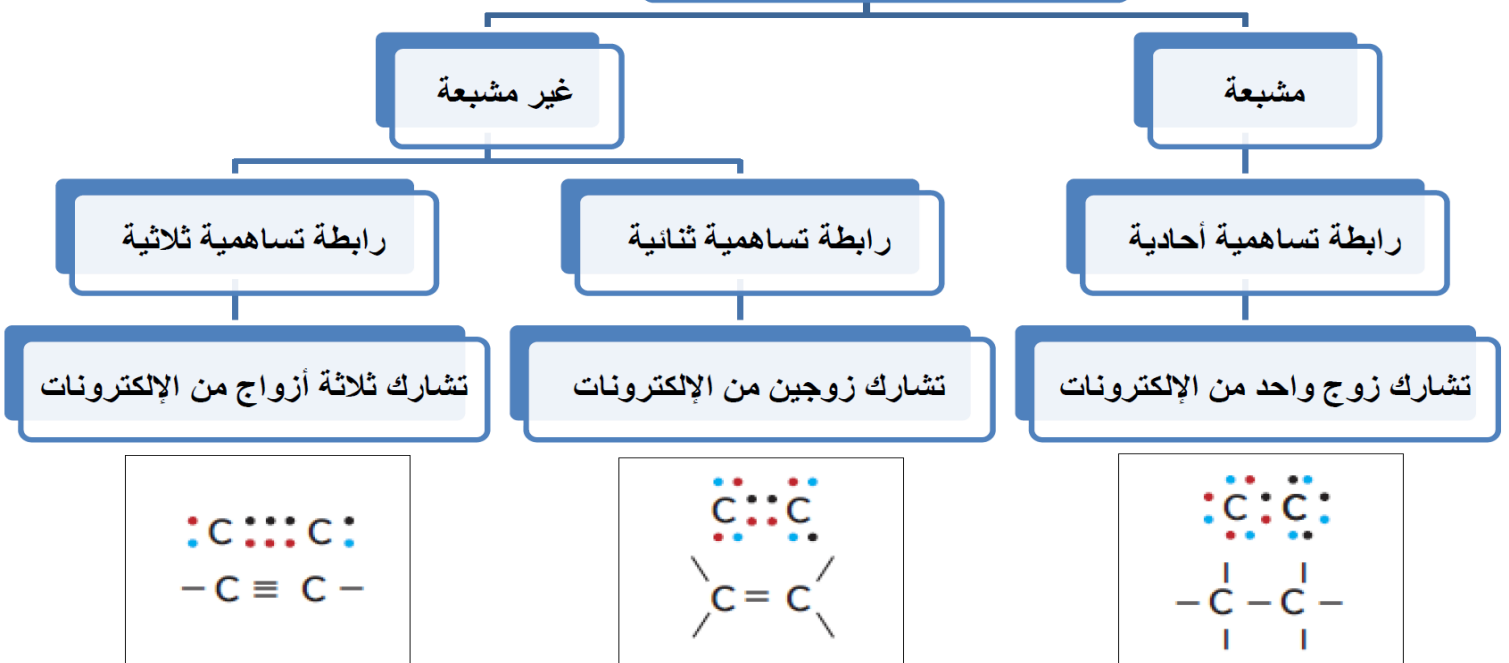 مشبعة
غير مشبعة
رابطة تساهمية أحادية
رابطة تساهمية ثنائية
رابطة تساهمية ثلاثية
تشارك زوج واحد من الإلكترونات
تشارك زوجين من الإلكترونات
تشارك ثلاثة أزواج من الإلكترونات
C C
– C – C –
C C
C = C
C C
– C ≡ C –